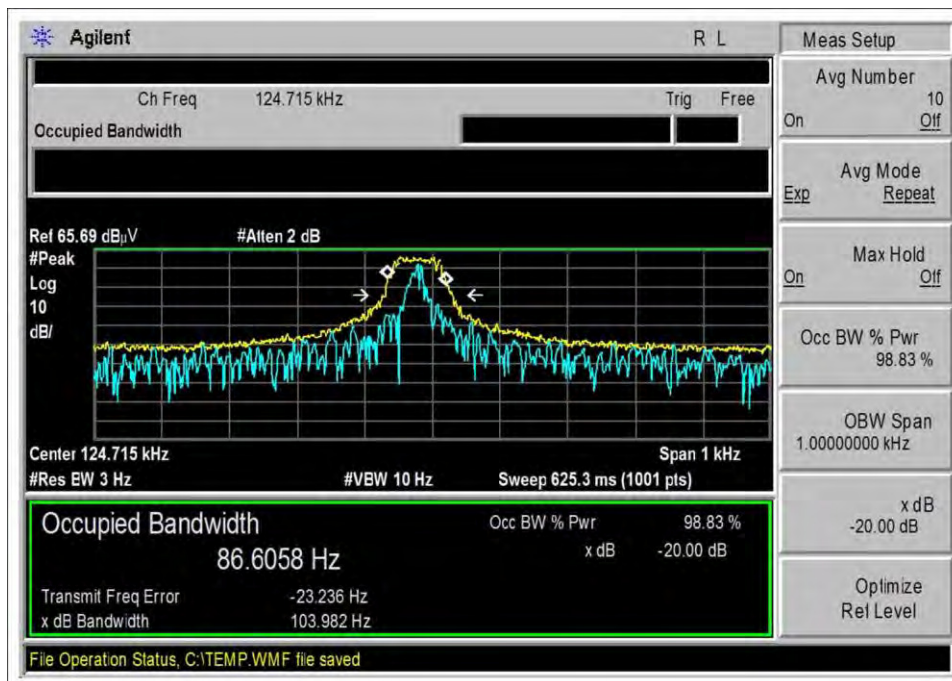 Agilent
R L
Ch Freq 124.715 kHz Trig Free
Occupied Bandwidth
Ref 65.69 dBµV #Atten 2 dB
#Peak
Log
10
dB/
Center 124.715 kHz Span 1 kHz
#Res BW 3 Hz #VBW 10 Hz Sweep 625.3 ms (1001 pts)
Occupied Bandwidth Occ BW % Pwr 98.83 %
86.6058 Hz x dB -20.00 dB
Transmit Freq Error -23.236 Hz
x dB Bandwidth 103.982 Hz
File Operation Status, C:\TEMP.WMF file saved
Meas Setup
Avg Number
10
On Off
Avg Mode
Exp Repeat
Max Hold
On Off
Occ BW % Pwr
98.83 %
OBW Span
1.00000000 kHz
x dB
-20.00 dB
Optimize
Ref Level